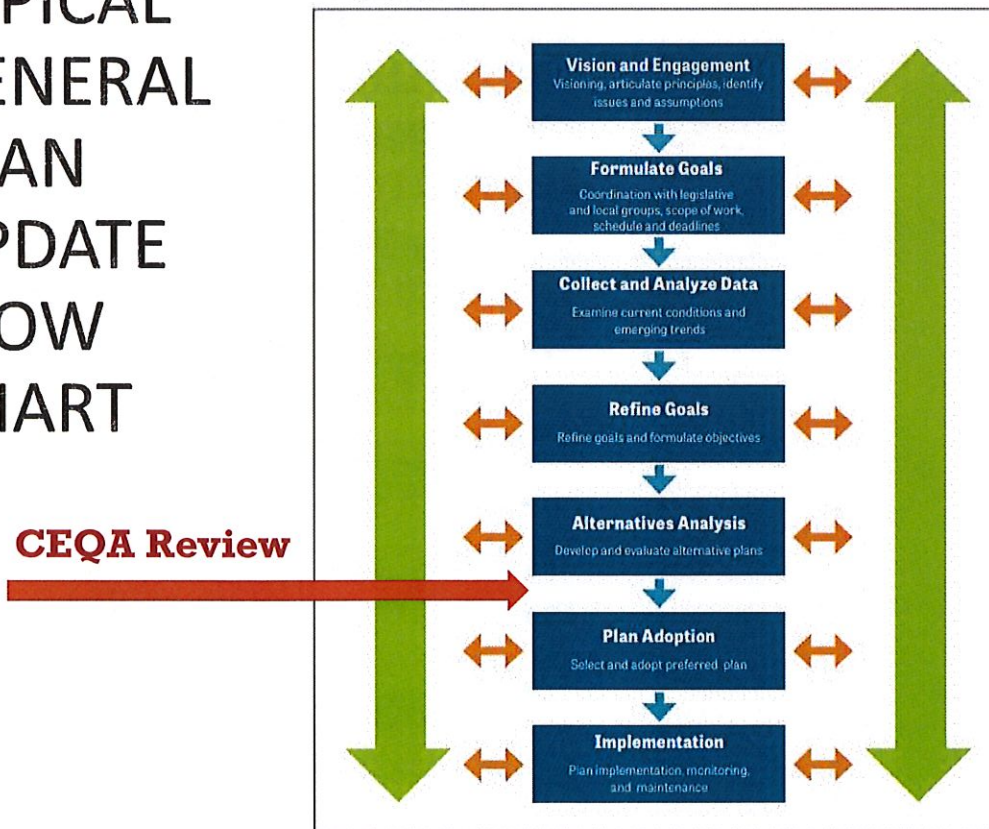 PICAL
ENERAL
AN
PDATE
OW
HART
CEQA Review
Vision and Engagement
Visioning, articulate principles, identify
issues and assumptions
Formulate Goals
Coordination with legislative
and local groups, scope of work,
schedule and deadlines
Collect and Analyze Data
Examine current conditions and
emerging trends
Refine Goals
Refine goals and formulate objectives
Alternatives Analysis
Develop and evaluate alternative plans
Plan Adoption
Select and adopt preferred plan
Implementation
Plan implementation, monitoring,
and maintenance